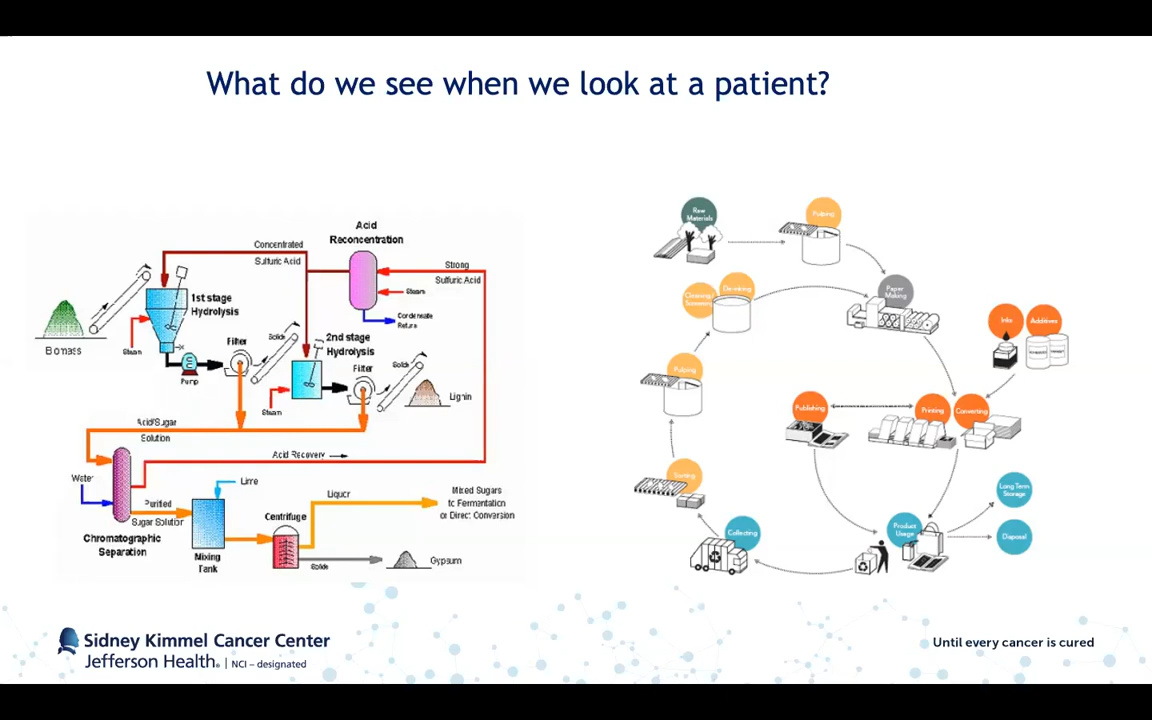 What do we see when we look at a patient?
Acid
Reconcentration
Concentrated
Sulfuric Acid
Strong
Sulfuric Acid
Steam
Condensate
Return
1st stage
Hydrolysis
Biomass
Steam
Pump
Filter
Solids
2nd stage
Hydrolysis
Filter
Solids
Steam
Lignin
Acid/Sugar
Solution
Acid Recovery
Water
Lime
Purified
Sugar Solution
Liquor
Mixed Sugars
to Fermentation
or Direct Conversion
Centrifuge
Chromatographic
Separation
Mixing
Tank
Solids
Gypsum
Raw
Materials
Pulping
Cleaning
De-inking
Paper
Making
Inks
Additives
Pulping
Publishing
Printing
Converting
Sorting
Long Term
Storage
Collecting
Product
Usage
Disposal
Sidney Kimmel Cancer Center
Jefferson Health® | NCI – designated
Until every cancer is cured